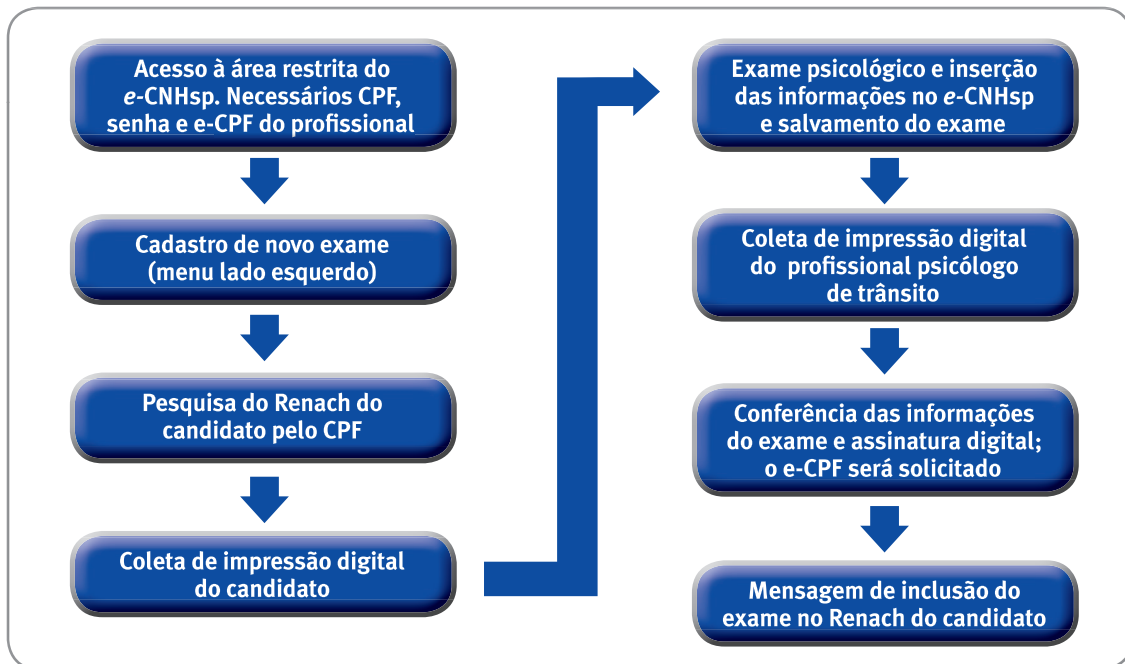 Acesso à área restrita do
e-CNHsp. Necessários CPF,
senha e e-CPF do profissional
Cadastro de novo exame
(menu lado esquerdo)
Pesquisa do Renach do
candidato pelo CPF
Coleta de impressão digital
do candidato
Exame psicológico e inserção
das informações no e-CNHsp
e salvamento do exame
Coleta de impressão digital
do profissional psicólogo
de trânsito
Conferência das informações
do exame e assinatura digital;
o e-CPF será solicitado
Mensagem de inclusão do
exame no Renach do candidato